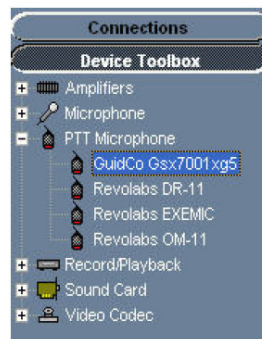 Connections
Device Toolbox
Amplifiers
Microphone
PTT Microphone
GuidCo Gsx7001xg5
Revolabs DR-11
Revolabs EXEMIC
Revolabs OM-11
Record/Playback
Sound Card
Video Codec